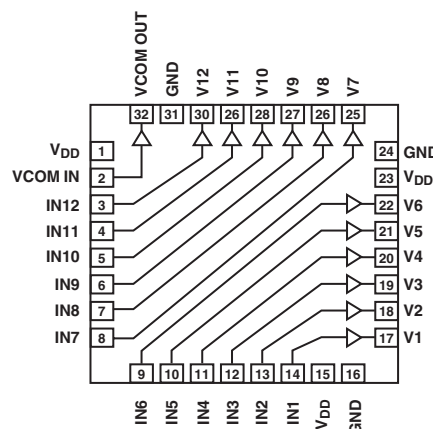 VCOM OUT
GND
V12
V11
V10
V9
V8
V7
32
31
30
26
28
27
26
25
VDD
1
24
GND
VCOM IN
2
23
VDD
IN12
3
22
V6
IN11
4
21
V5
IN10
5
20
V4
IN9
6
19
V3
IN8
7
18
V2
IN7
8
17
V1
9
10
11
12
13
14
15
16
IN6
IN5
IN4
IN3
IN2
IN1
VDD
GND